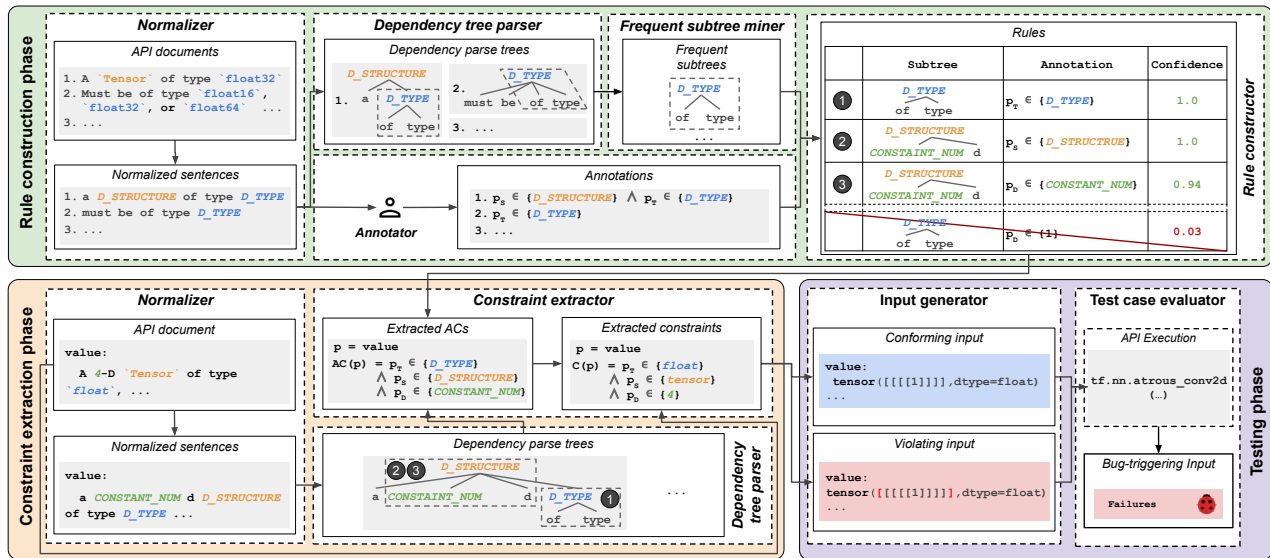 Rule construction phase
Normalizer
API documents
1. A `Tensor` of type `float32`
2. Must be of type `float16`,
`float32`, or `float64` ...
3. ...
Normalized sentences
1. a D_STRUCTURE of type D_TYPE
2. must be of type D_TYPE
3. ...
Dependency tree parser
Dependency parse trees
D_STRUCTURE
1. a D_TYPE
of type
D_TYPE
2.
must be of type
3. ...
Frequent subtree miner
Frequent
subtrees
D_TYPE
of type
...
Annotator
Annotations
1. pS ∈ {D_STRUCTURE} ∧ pT ∈ {D_TYPE}
2. pT ∈ {D_TYPE}
3. ...
Rule constructor
Rules
Subtree Annotation Confidence
1 D_TYPE
of type
pT ∈ {D_TYPE} 1.0
2 D_STRUCTURE
CONSTAINT_NUM d
pS ∈ {D_STRUCTRUE} 1.0
3 D_STRUCTURE
CONSTAINT_NUM d
pD ∈ {CONSTANT_NUM} 0.94
D_TYPE
of type
pD ∈ {1} 0.03
Constraint extraction phase
Normalizer
API document
value:
A 4-D `Tensor` of type
`float`, ...
Normalized sentences
value:
a CONSTANT_NUM d D_STRUCTURE
of type D_TYPE ...
Constraint extractor
Extracted ACs
p = value
AC(p) = pT ∈ {D_TYPE}
∧ pS ∈ {D_STRUCTURE}
∧ pD ∈ {CONSTANT_NUM}
Extracted constraints
p = value
C(p) = pT ∈ {float}
∧ pS ∈ {tensor}
∧ pD ∈ {4}
Dependency tree parser
Dependency parse trees
2 3 D_STRUCTURE
a CONSTAINT_NUM d D_TYPE 1
of type
...
Testing phase
Input generator
Conforming input
value:
tensor([[[[1]]]],dtype=float)
...
Violating input
value:
tensor([[[[[1]]]]],dtype=float)
...
Test case evaluator
API Execution
tf.nn.atrous_conv2d
(…)
Bug-triggering Input
Failures